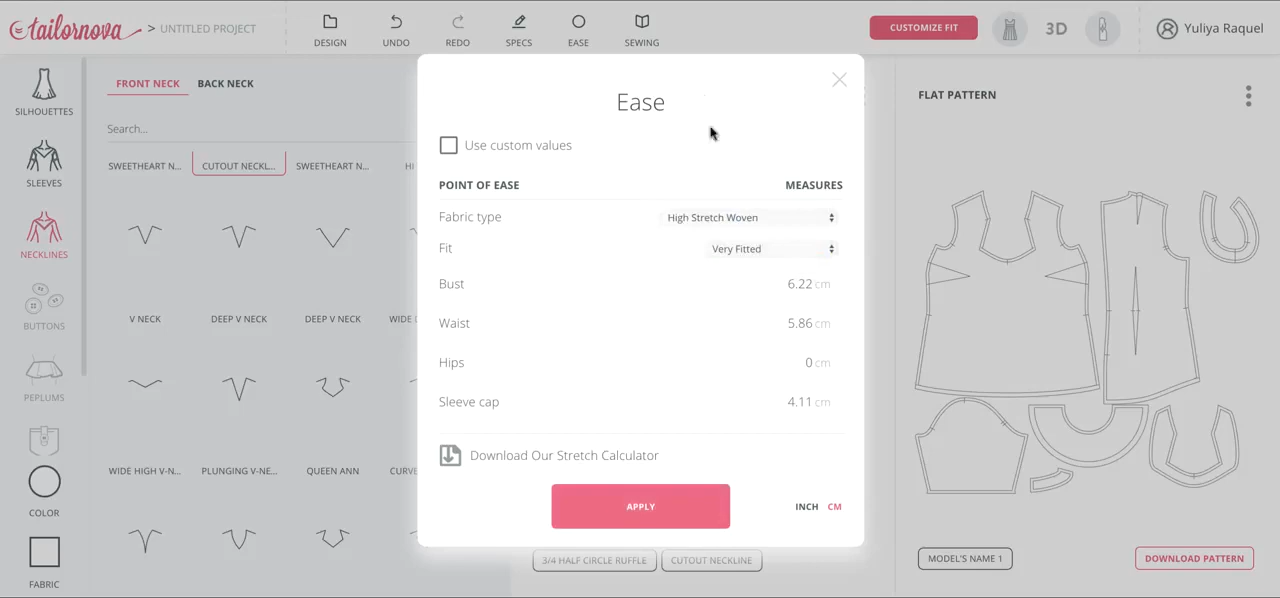 tailornova > UNTITLED PROJECT
DESIGN
UNDO
REDO
SPECS
EASE
SEWING
CUSTOMIZE FIT
3D
Yuliya Raquel
SILHOUETTES
SLEEVES
NECKLINES
BUTTONS
PEPLUMS
COLOR
FABRIC
FRONT NECK BACK NECK
Search...
SWEETHEART N... CUTOUT NECKL... SWEETHEART N... HI
V NECK DEEP V NECK DEEP V NECK WIDE
WIDE HIGH V-N... PLUNGING V-NE... QUEEN ANN CURVE
Ease
Use custom values
POINT OF EASE MEASURES
Fabric type High Stretch Woven
Fit Very Fitted
Bust 6.22 cm
Waist 5.86 cm
Hips 0 cm
Sleeve cap 4.11 cm
Download Our Stretch Calculator
APPLY
INCH CM
3/4 HALF CIRCLE RUFFLE CUTOUT NECKLINE
FLAT PATTERN
MODEL'S NAME 1 DOWNLOAD PATTERN